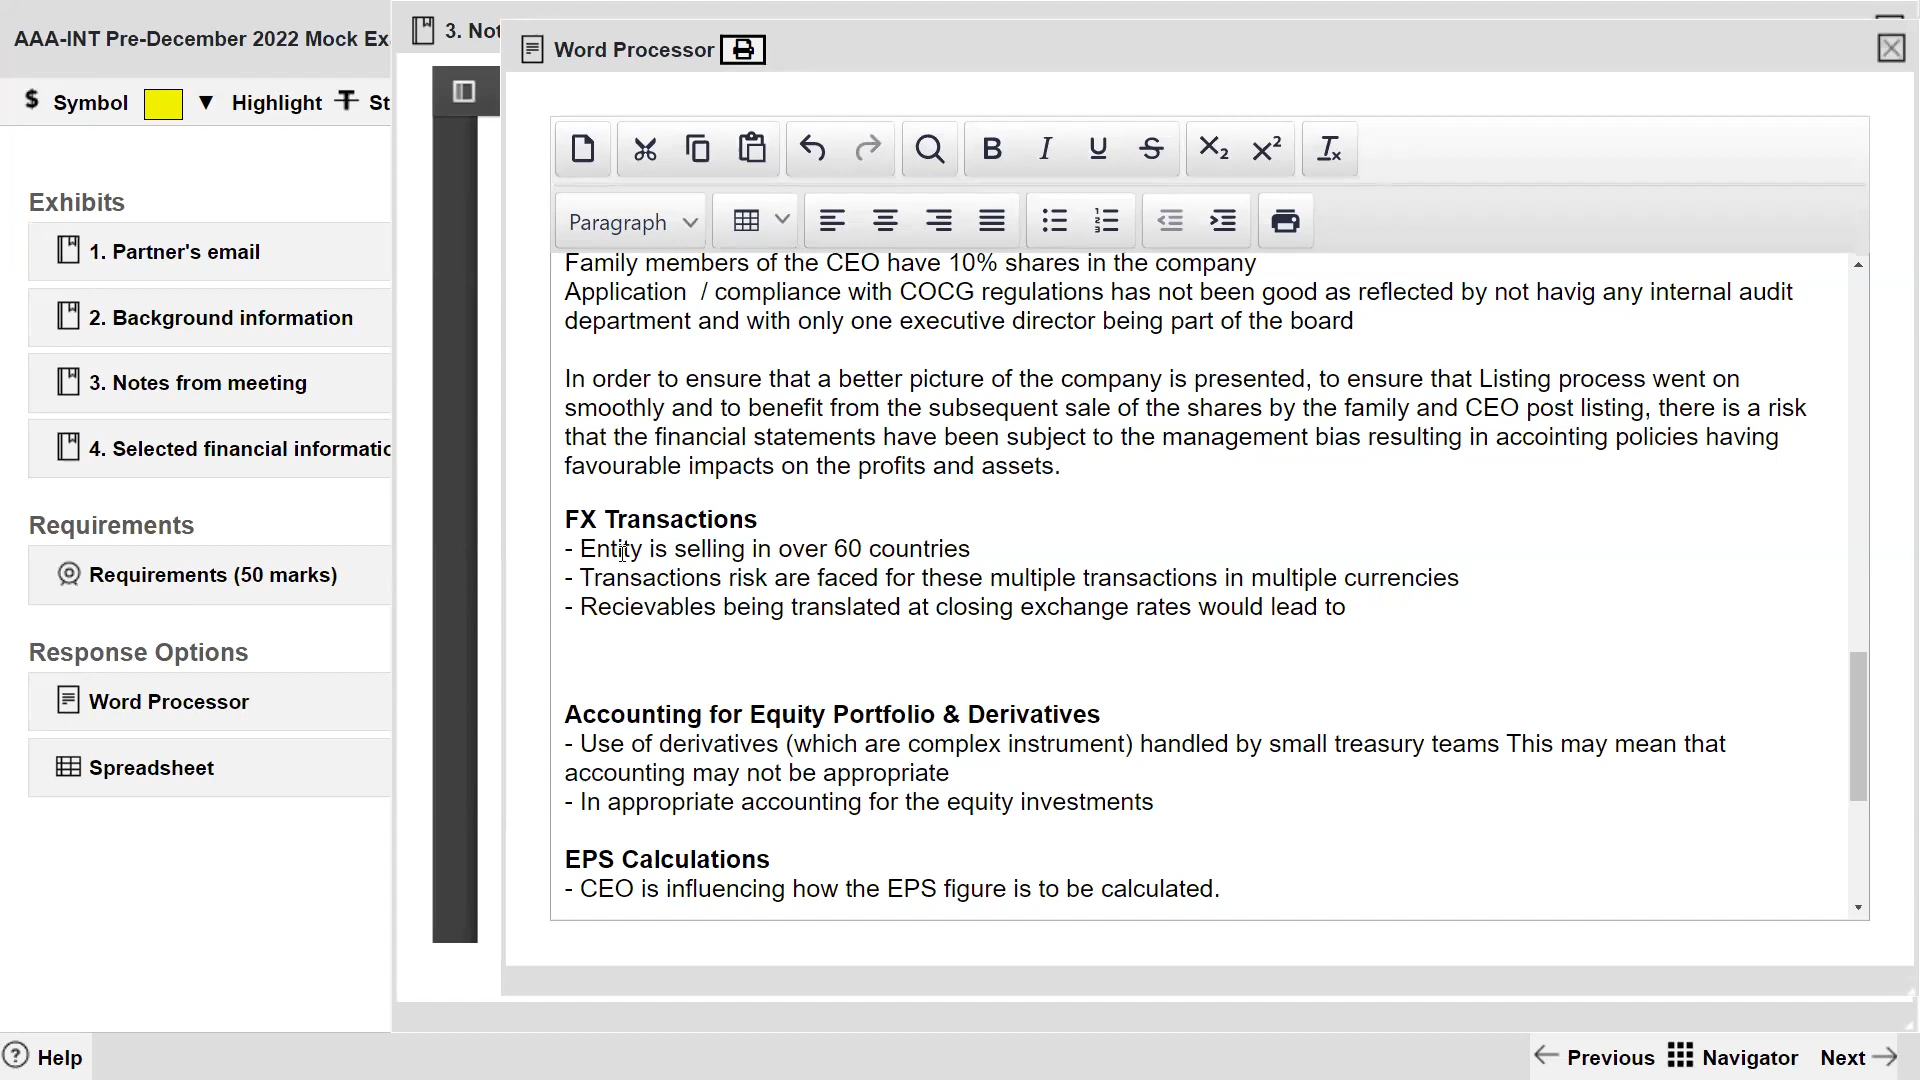 AAA-INT Pre-December 2022 Mock Ex
3. Not
Word Processor
$ Symbol ▼ Highlight St
Paragraph
Exhibits
1. Partner's email
2. Background information
3. Notes from meeting
4. Selected financial informatic
Requirements
Requirements (50 marks)
Response Options
Word Processor
Spreadsheet
Family members of the CEO have 10% shares in the company
Application  / compliance with COCG regulations has not been good as reflected by not havig any internal audit
department and with only one executive director being part of the board
In order to ensure that a better picture of the company is presented, to ensure that Listing process went on
smoothly and to benefit from the subsequent sale of the shares by the family and CEO post listing, there is a risk
that the financial statements have been subject to the management bias resulting in accointing policies having
favourable impacts on the profits and assets.
FX Transactions
- Entity is selling in over 60 countries
- Transactions risk are faced for these multiple transactions in multiple currencies
- Recievables being translated at closing exchange rates would lead to
Accounting for Equity Portfolio & Derivatives
- Use of derivatives (which are complex instrument) handled by small treasury teams This may mean that
accounting may not be appropriate
- In appropriate accounting for the equity investments
EPS Calculations
- CEO is influencing how the EPS figure is to be calculated.
Help
Previous
Navigator
Next